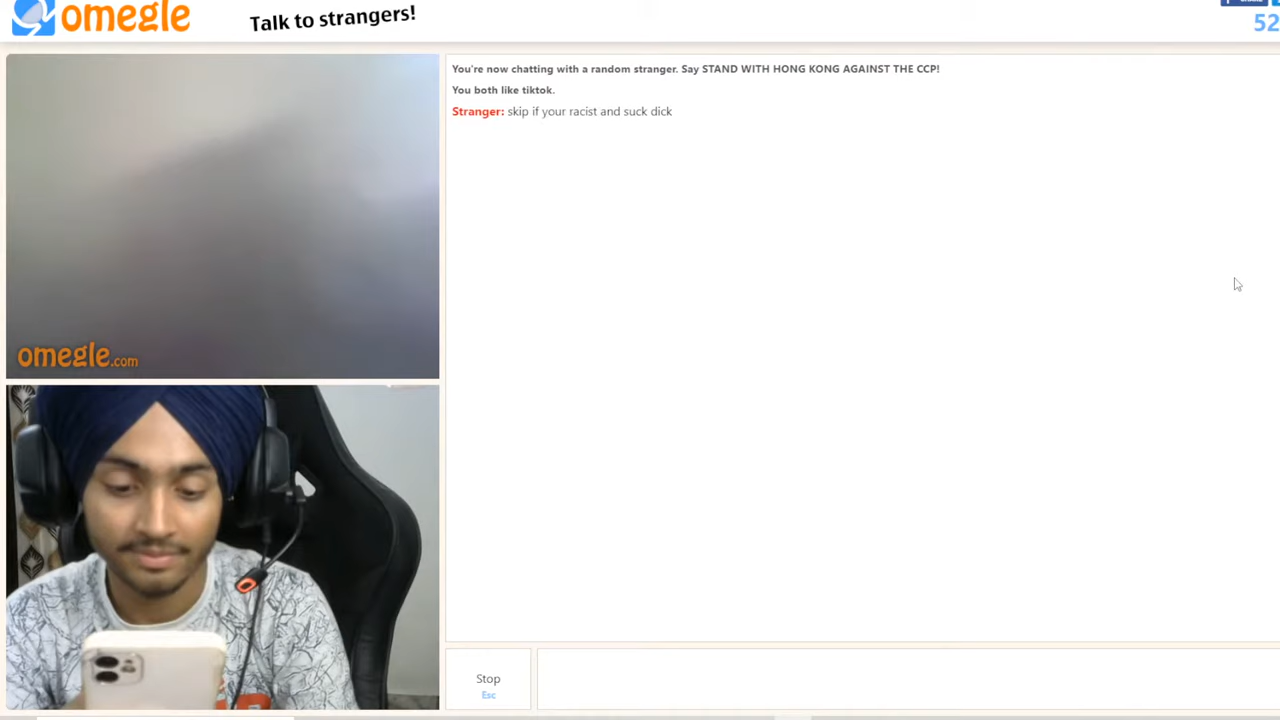 omegle
Talk to strangers!
52
You're now chatting with a random stranger. Say STAND WITH HONG KONG AGAINST THE CCP!
You both like tiktok.
Stranger: skip if your racist and suck dick
omegle.com
Stop
Esc